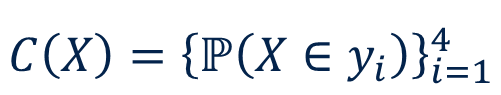 C(X) = {ℙ(X ∈ yᵢ)}⁴ᵢ₌₁